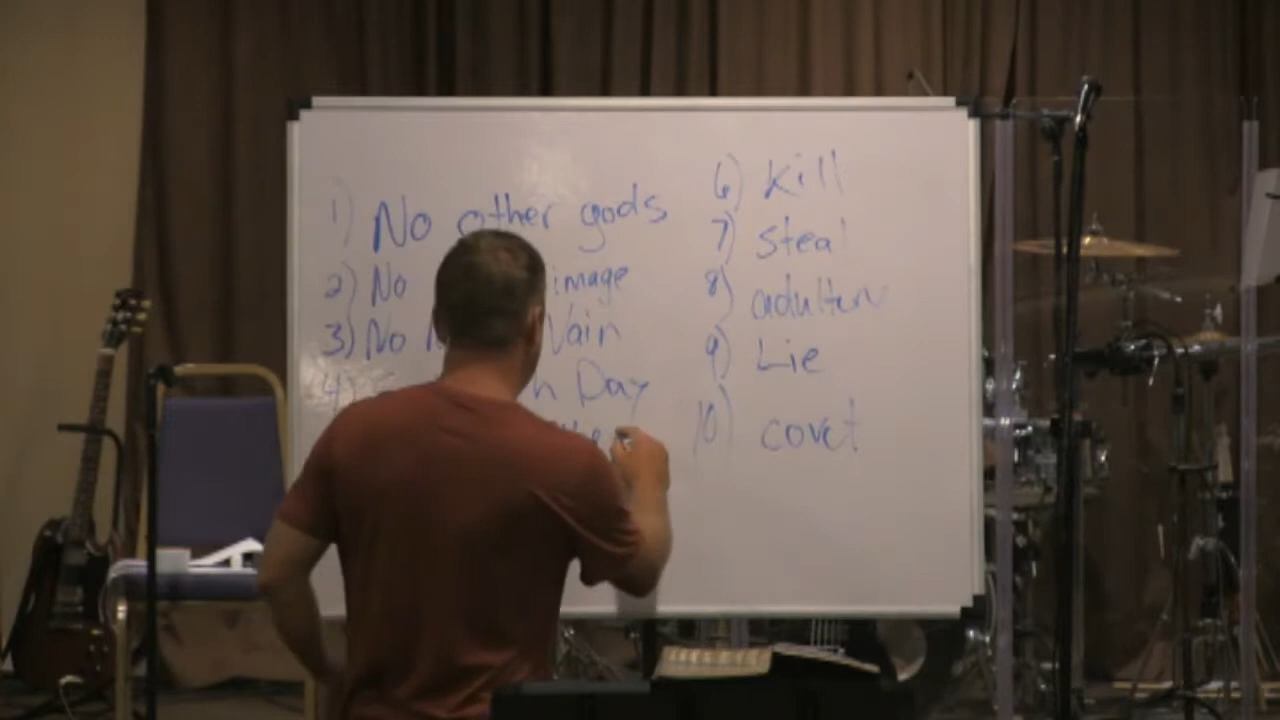 1) No other gods
2) No image
3) No Vain
4) Day
6) Kill
7) Steal
8) adultery
9) Lie
10) covet